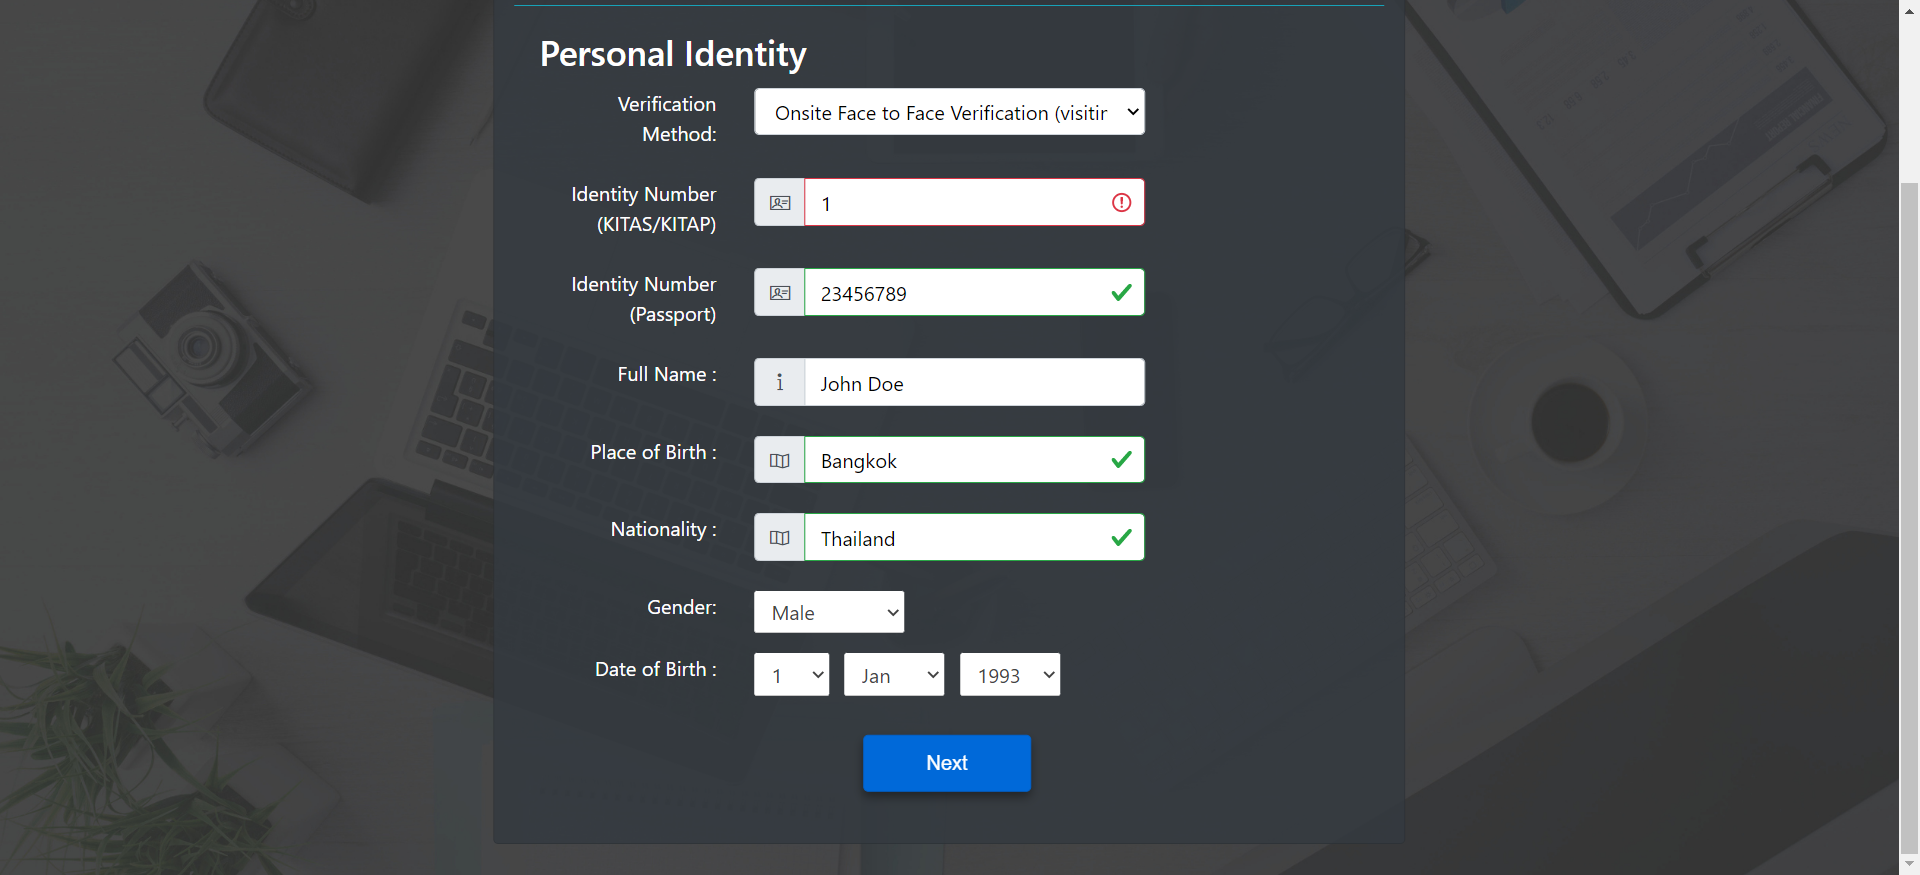 Personal Identity
Verification
Method:
Onsite Face to Face Verification (visitir
Identity Number
(KITAS/KITAP)
1
Identity Number
(Passport)
23456789
Full Name :
John Doe
Place of Birth :
Bangkok
Nationality :
Thailand
Gender:
Male
Date of Birth :
1
Jan
1993
Next